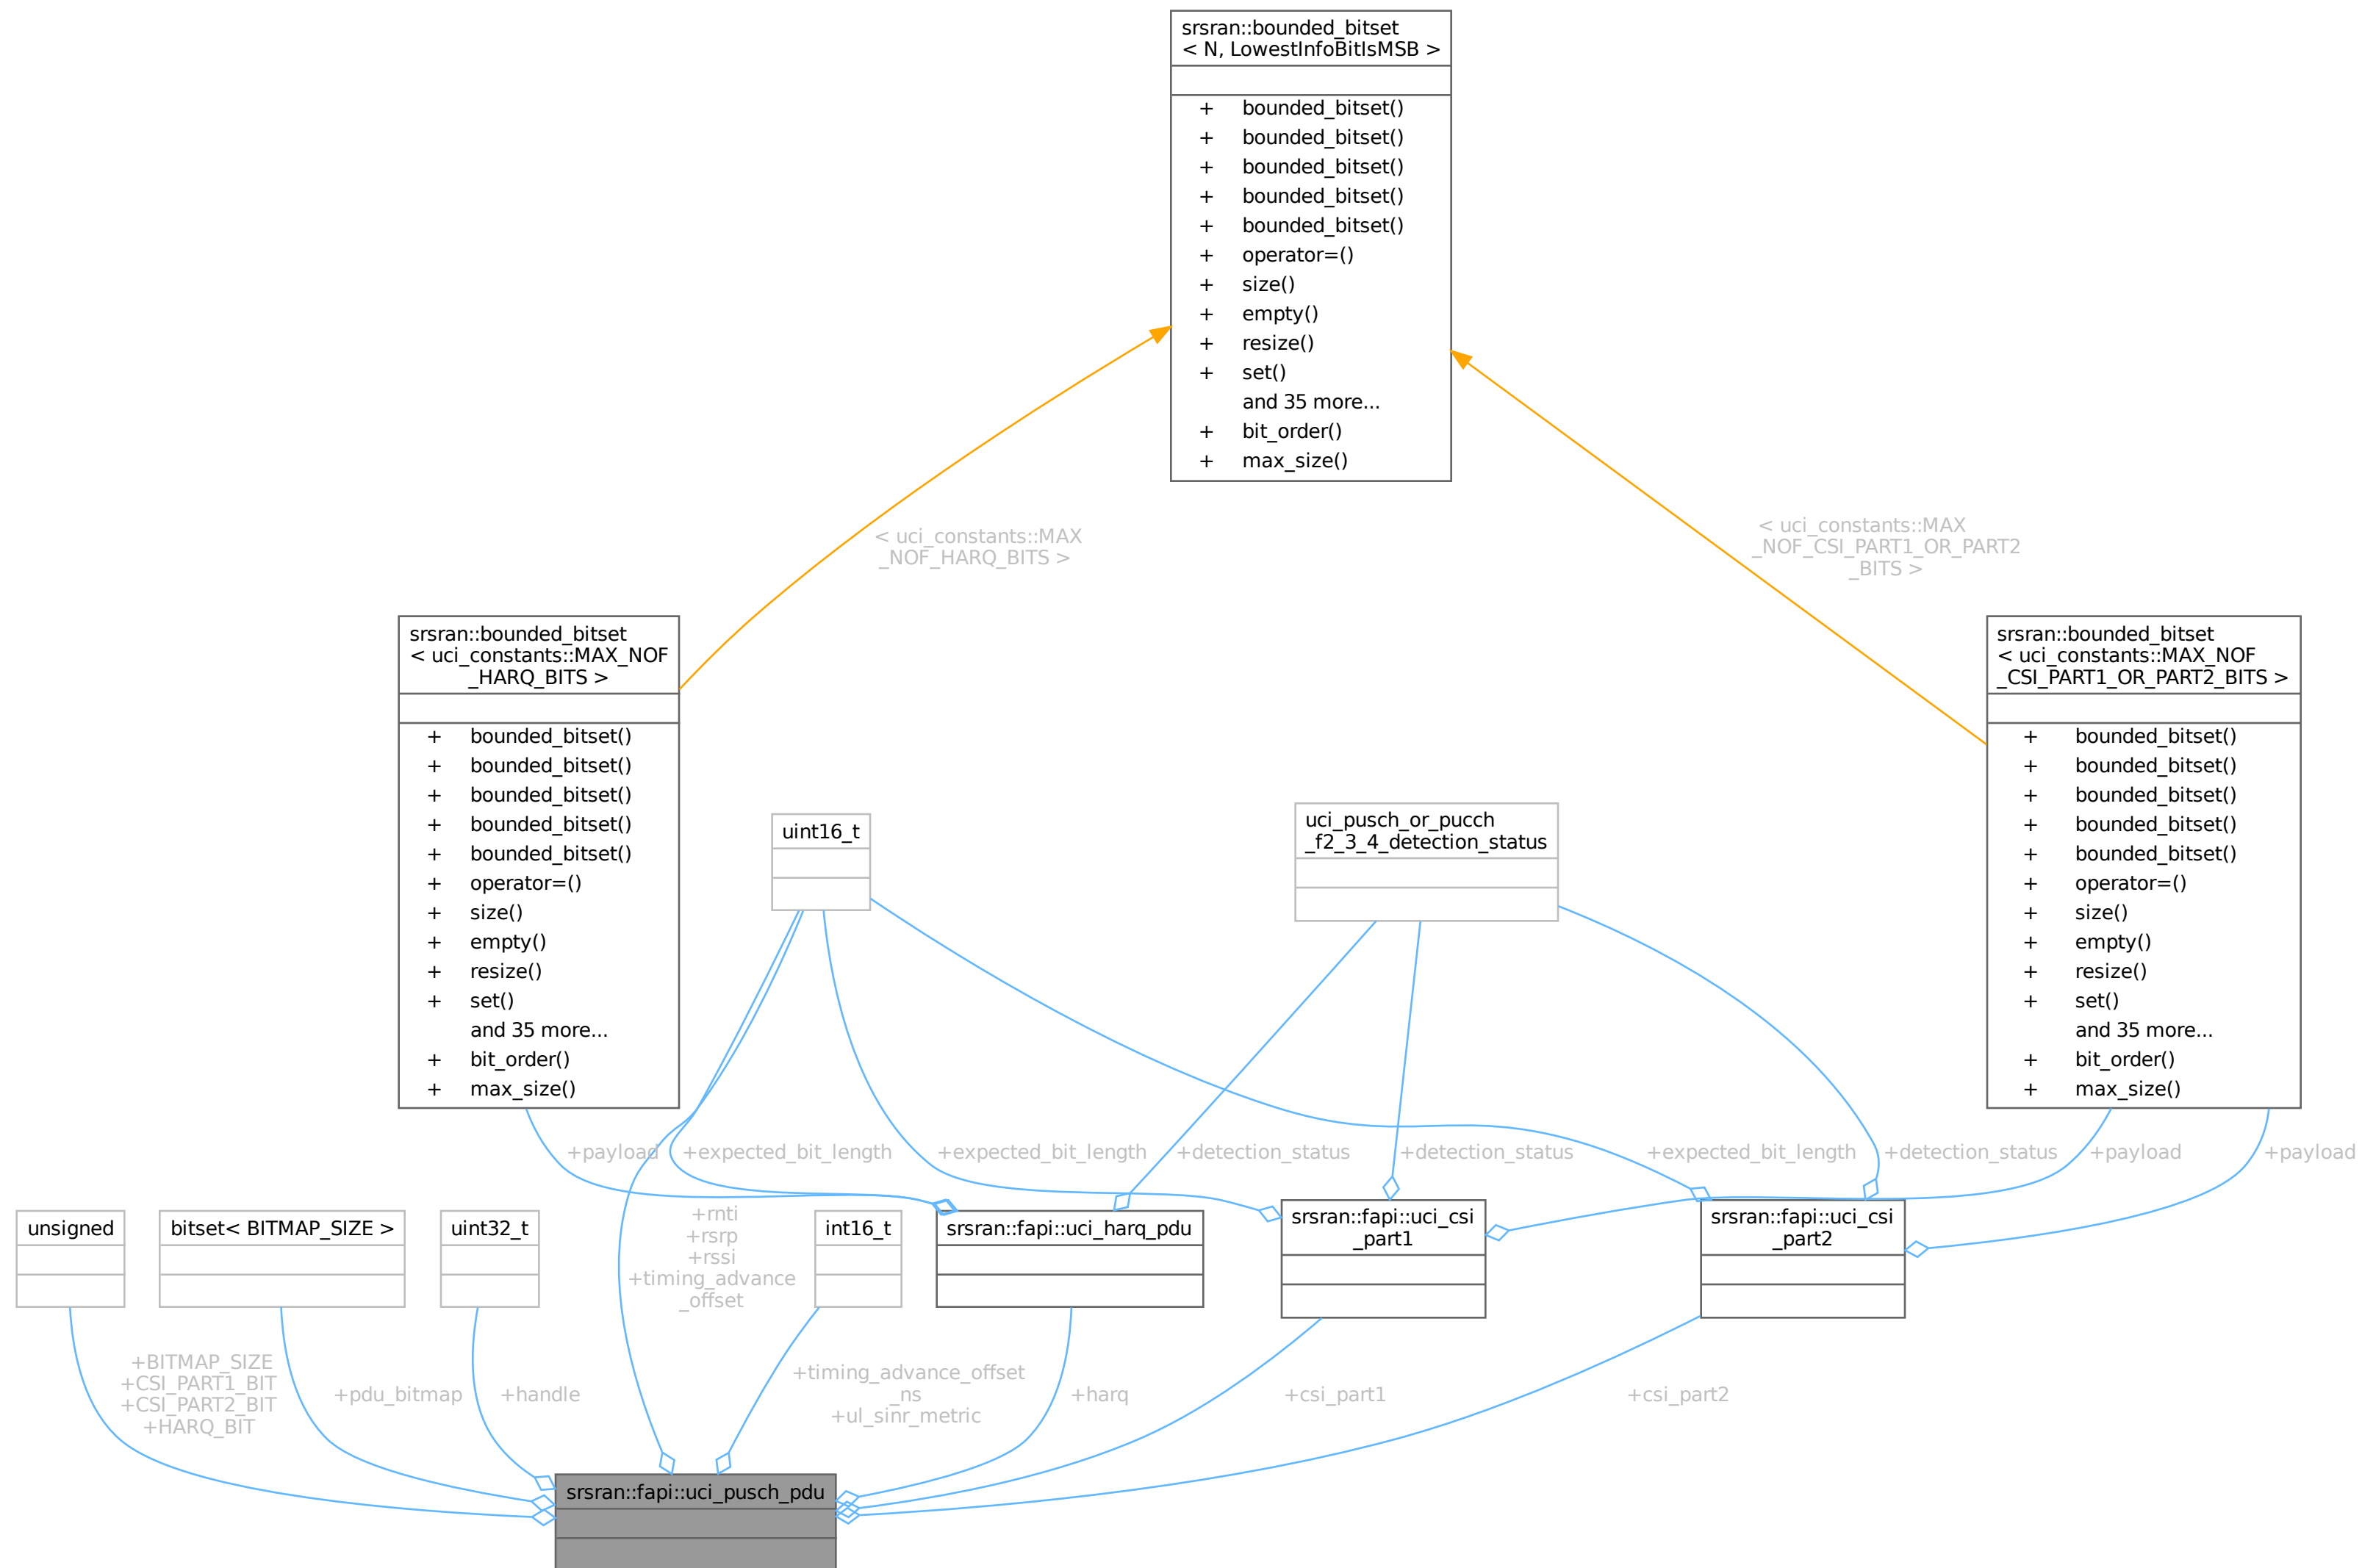 srsran::bounded_bitset
< N, LowestInfoBitIsMSB >
+ bounded_bitset()
+ bounded_bitset()
+ bounded_bitset()
+ bounded_bitset()
+ bounded_bitset()
+ operator=()
+ size()
+ empty()
+ resize()
+ set()
and 35 more...
+ bit_order()
+ max_size()
< uci_constants::MAX
_NOF_HARQ_BITS >
< uci_constants::MAX
_NOF_CSI_PART1_OR_PART2
_BITS >
srsran::bounded_bitset
< uci_constants::MAX_NOF
_HARQ_BITS >
+ bounded_bitset()
+ bounded_bitset()
+ bounded_bitset()
+ bounded_bitset()
+ bounded_bitset()
+ operator=()
+ size()
+ empty()
+ resize()
+ set()
and 35 more...
+ bit_order()
+ max_size()
uint16_t
uci_pusch_or_pucch
_f2_3_4_detection_status
srsran::bounded_bitset
< uci_constants::MAX_NOF
_CSI_PART1_OR_PART2_BITS >
+ bounded_bitset()
+ bounded_bitset()
+ bounded_bitset()
+ bounded_bitset()
+ bounded_bitset()
+ operator=()
+ size()
+ empty()
+ resize()
+ set()
and 35 more...
+ bit_order()
+ max_size()
+payload
+expected_bit_length
+expected_bit_length
+detection_status
+detection_status
+expected_bit_length
+detection_status
+payload
+payload
unsigned
bitset< BITMAP_SIZE >
uint32_t
+rnti
+rsrp
+rssi
+timing_advance
_offset
int16_t
srsran::fapi::uci_harq_pdu
srsran::fapi::uci_csi
_part1
srsran::fapi::uci_csi
_part2
+BITMAP_SIZE
+CSI_PART1_BIT
+CSI_PART2_BIT
+HARQ_BIT
+pdu_bitmap
+handle
+timing_advance_offset
_ns
+ul_sinr_metric
+harq
+csi_part1
+csi_part2
srsran::fapi::uci_pusch_pdu